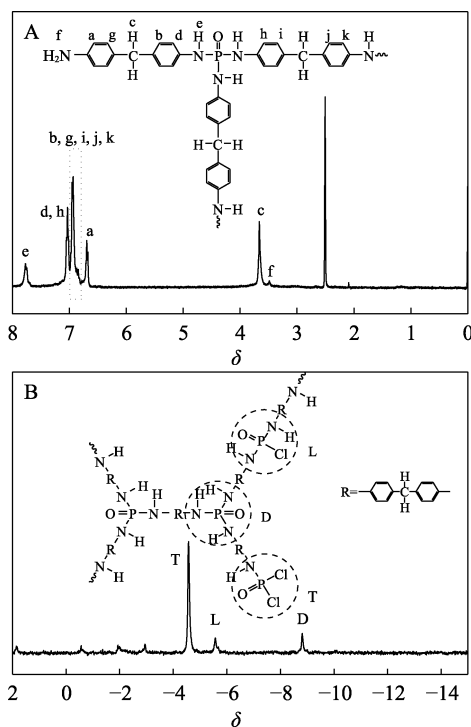 A
f
a
g
c
H
b
d
e
H
O
H
h
i
H
j
k
H
H₂N
C
N
P
N
C
N
H
H
N
H
H
C
H
N
H
b, g, i, j, k
d, h
a
e
c
f
8
7
6
5
4
3
2
1
0
δ
B
N
H
R
N
H
O
P
Cl
N
H
R
L
N
H
R
N
H
O
P
N
H
R
N
H
P
O
D
N
H
R
N
H
N
H
R
N
H
P
O
Cl
Cl
T
R=
H
C
H
T
L
D
2
0
−2
−4
−6
−8
−10
−12
−14
δ